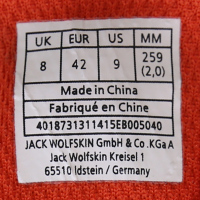 UK EUR US MM
8 42 9 259
(2,0)
Made in China
Fabriqué en Chine
4018731311415EB005040
JACK WOLFSKIN GmbH & Co .KGa A
Jack Wolfskin Kreisel 1
65510 Idstein / Germany